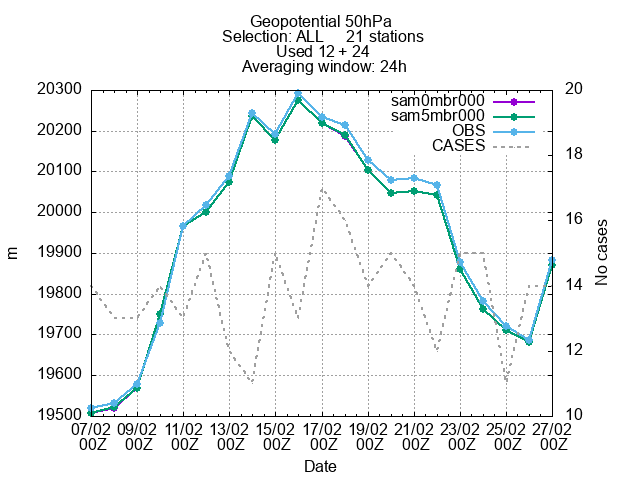 Geopotential 50hPa
Selection: ALL 21 stations
Used 12 + 24
Averaging window: 24h
sam0mbr000
sam5mbr000
OBS
CASES
20300
20200
20100
20000
19900
19800
19700
19600
19500
m
20
18
16
14
12
10
No cases
07/02 09/02 11/02 13/02 15/02 17/02 19/02 21/02 23/02 25/02 27/02
00Z 00Z 00Z 00Z 00Z 00Z 00Z 00Z 00Z 00Z 00Z
Date